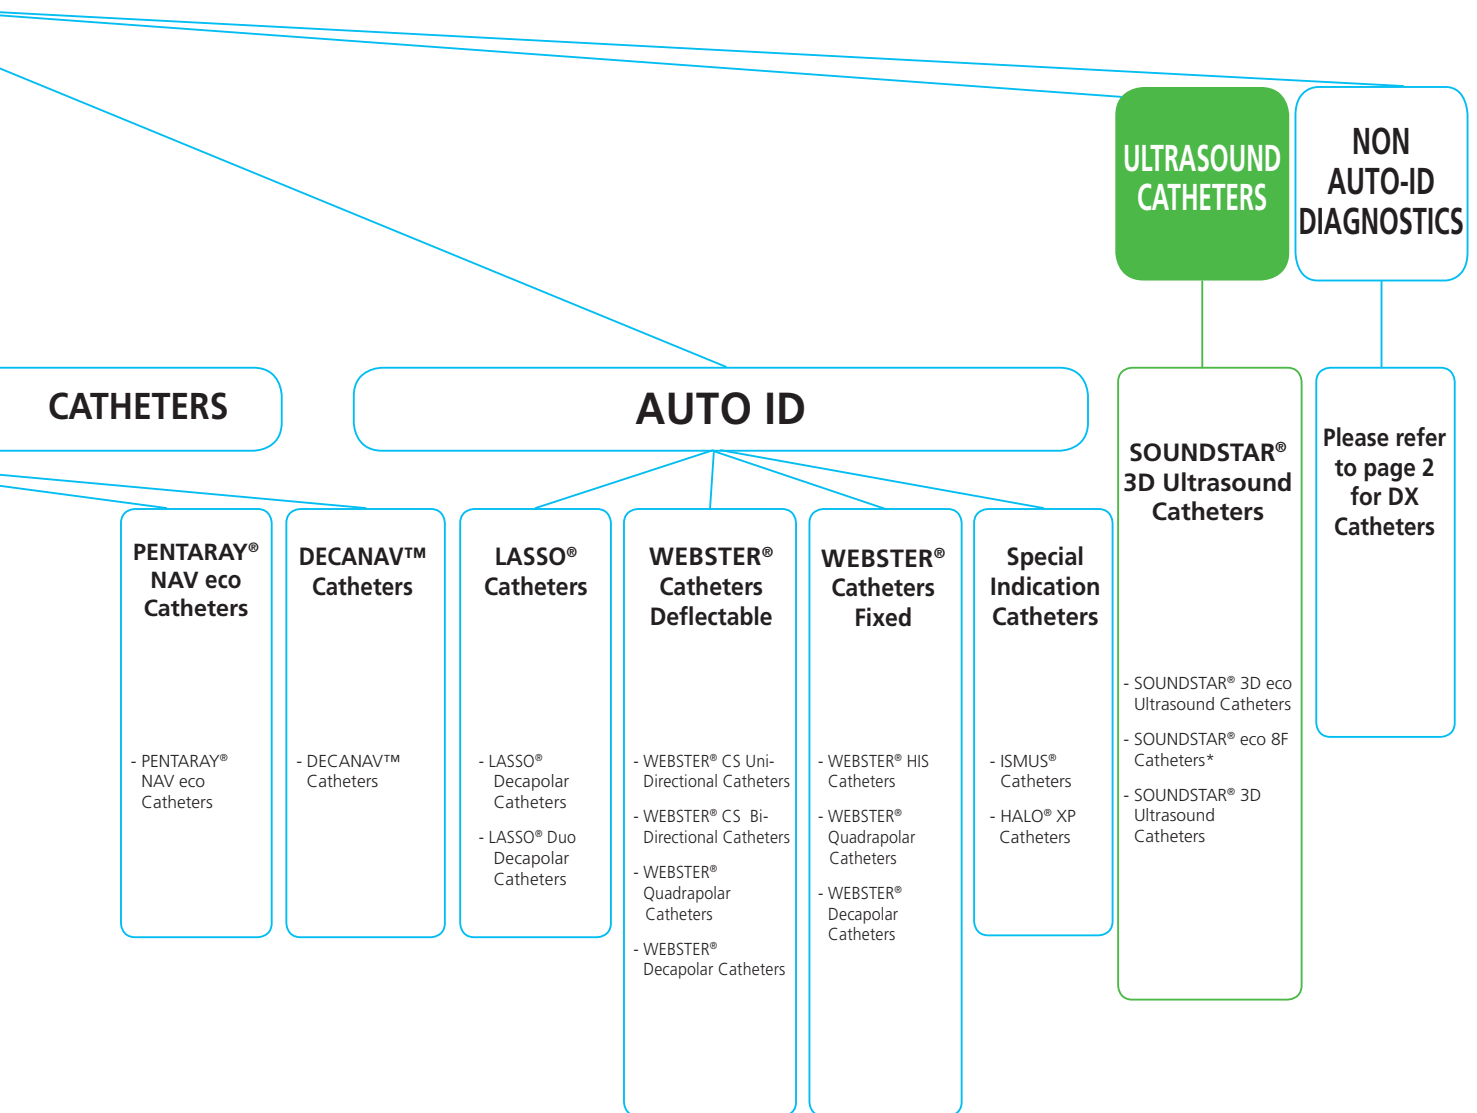 ULTRASOUND
CATHETERS
NON
AUTO-ID
DIAGNOSTICS
CATHETERS
AUTO ID
PENTARAY®
NAV eco
Catheters
- PENTARAY®
NAV eco
Catheters
DECANAV™
Catheters
- DECANAV™
Catheters
LASSO®
Catheters
- LASSO®
Decapolar
Catheters
- LASSO® Duo
Decapolar
Catheters
WEBSTER®
Catheters
Deflectable
- WEBSTER® CS Uni-
Directional Catheters
- WEBSTER® CS Bi-
Directional Catheters
- WEBSTER®
Quadrapolar
Catheters
- WEBSTER®
Decapolar Catheters
WEBSTER®
Catheters
Fixed
- WEBSTER® HIS
Catheters
- WEBSTER®
Quadrapolar
Catheters
- WEBSTER®
Decapolar
Catheters
Special
Indication
Catheters
- ISMUS®
Catheters
- HALO® XP
Catheters
SOUNDSTAR®
3D Ultrasound
Catheters
- SOUNDSTAR® 3D eco
Ultrasound Catheters
- SOUNDSTAR® eco 8F
Catheters*
- SOUNDSTAR® 3D
Ultrasound
Catheters
Please refer
to page 2
for DX
Catheters